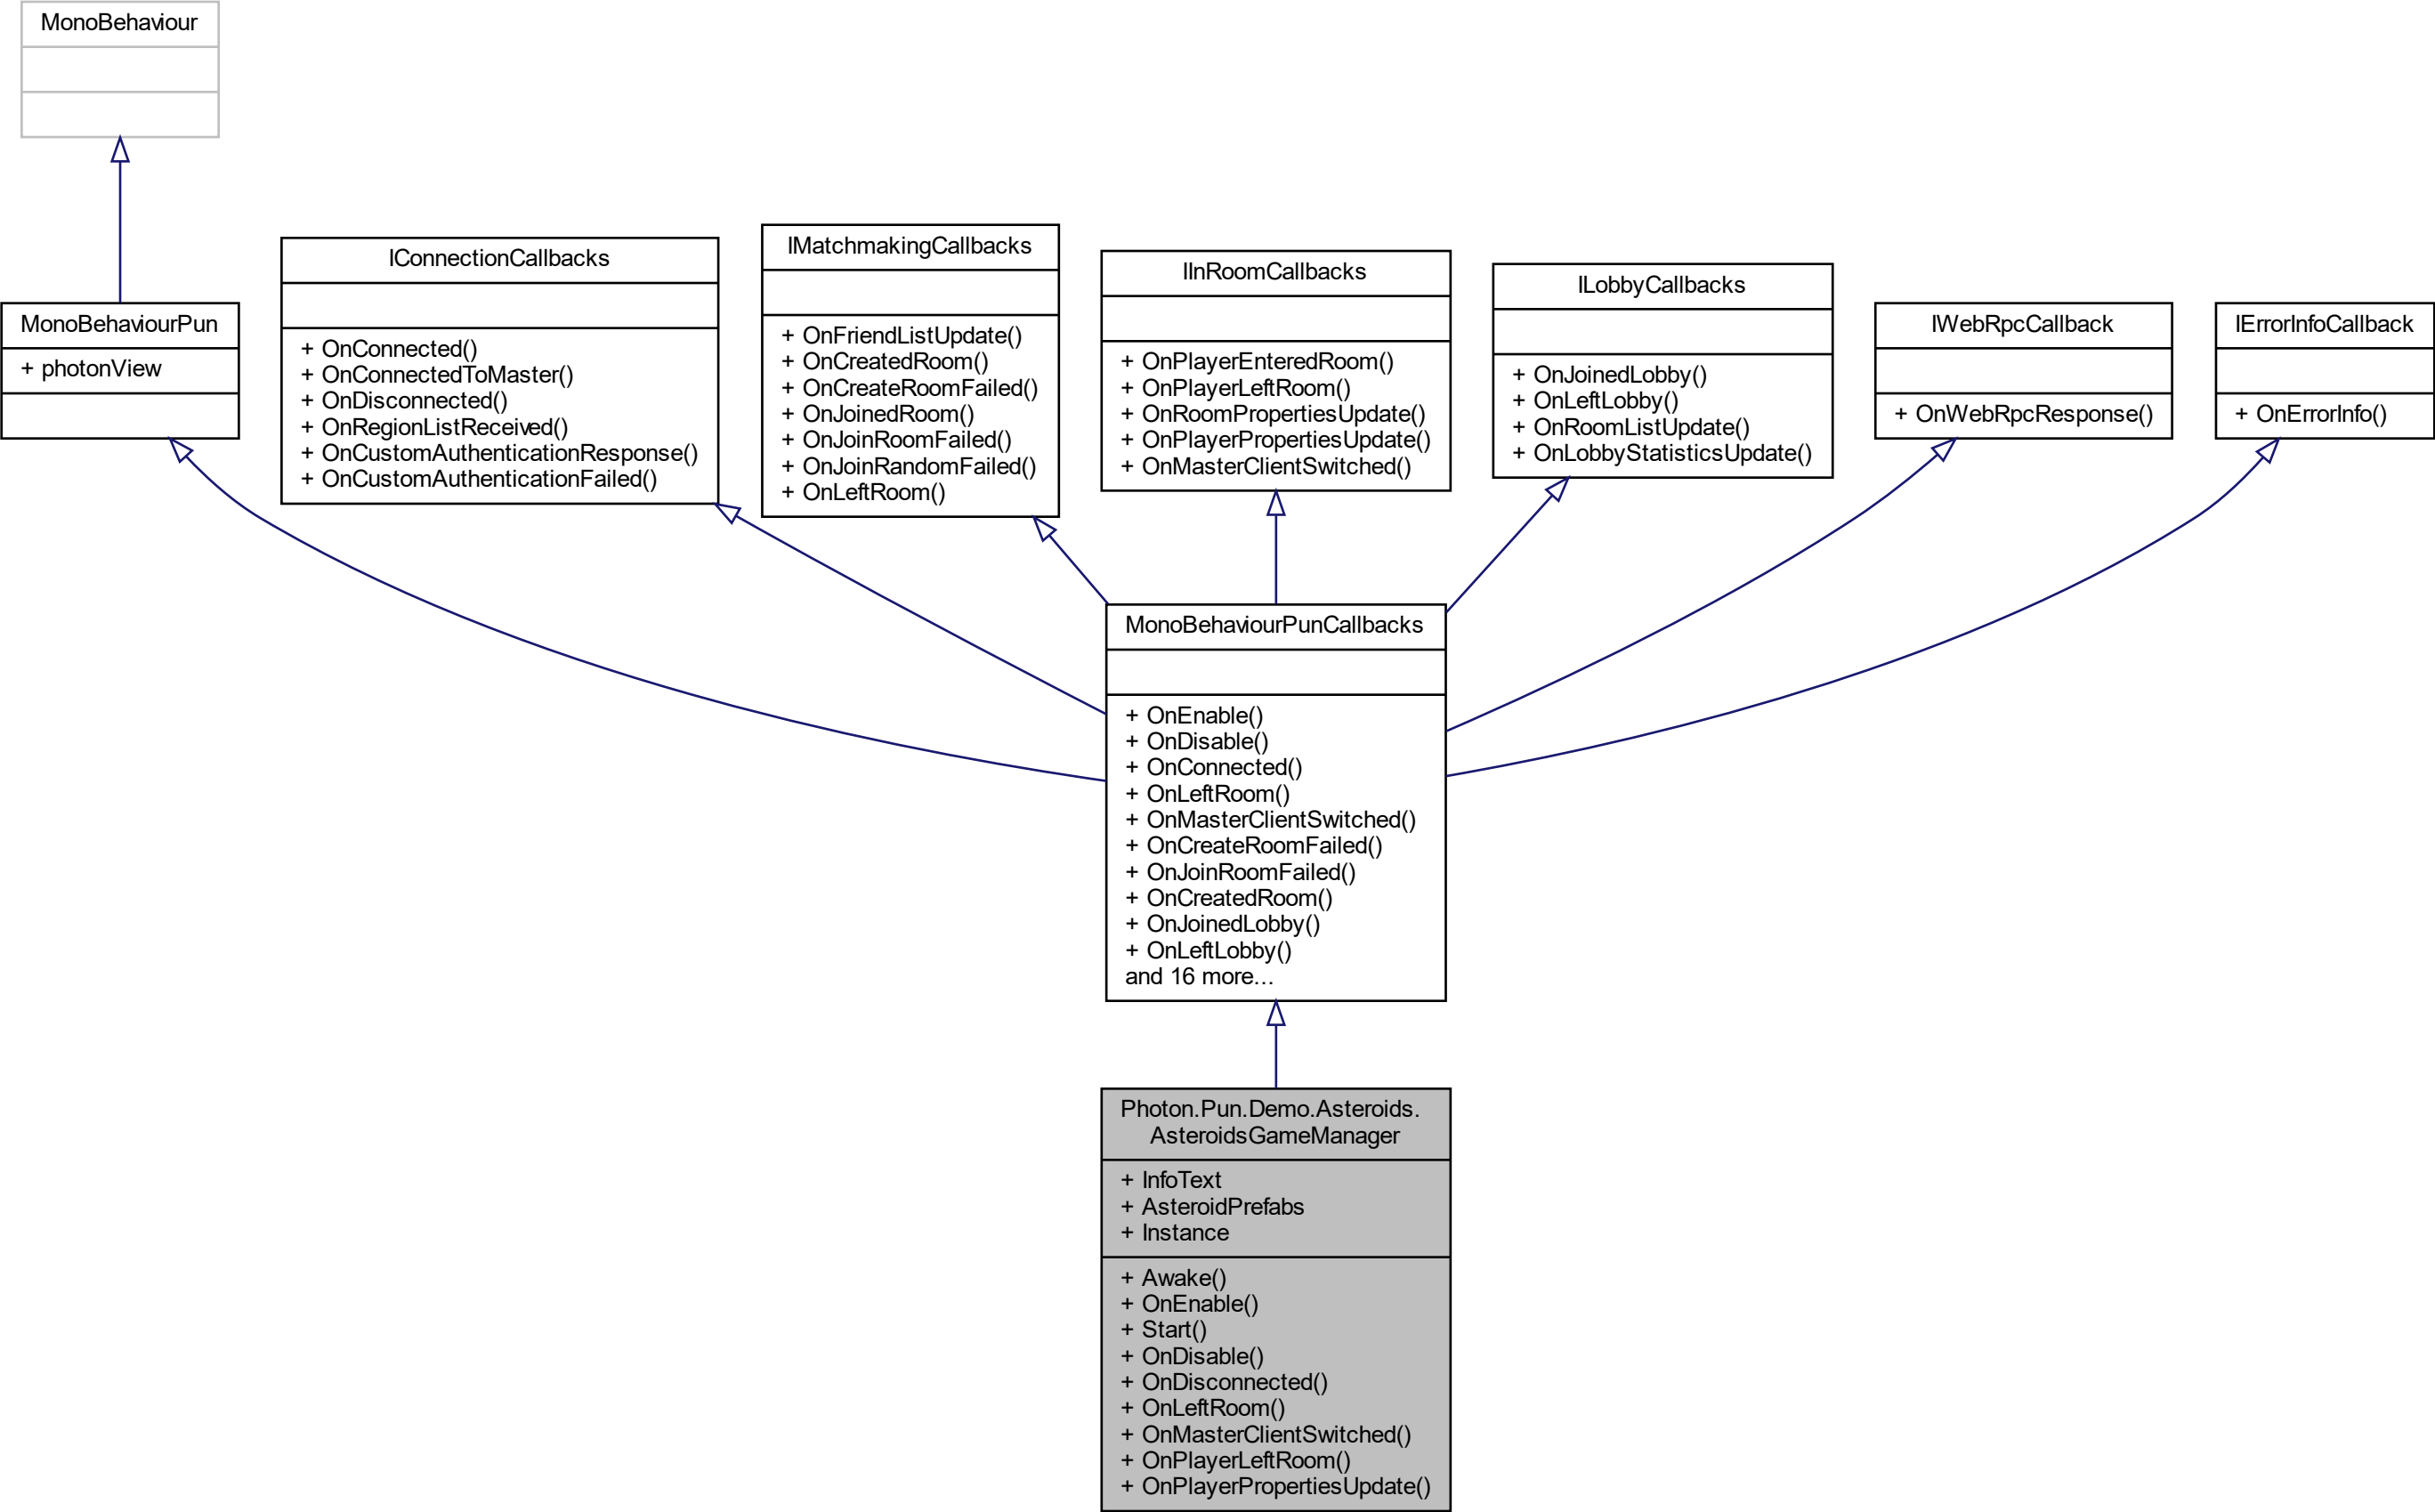 MonoBehaviour
MonoBehaviourPun
+ photonView
IConnectionCallbacks
+ OnConnected()
+ OnConnectedToMaster()
+ OnDisconnected()
+ OnRegionListReceived()
+ OnCustomAuthenticationResponse()
+ OnCustomAuthenticationFailed()
IMatchmakingCallbacks
+ OnFriendListUpdate()
+ OnCreatedRoom()
+ OnCreateRoomFailed()
+ OnJoinedRoom()
+ OnJoinRoomFailed()
+ OnJoinRandomFailed()
+ OnLeftRoom()
IInRoomCallbacks
+ OnPlayerEnteredRoom()
+ OnPlayerLeftRoom()
+ OnRoomPropertiesUpdate()
+ OnPlayerPropertiesUpdate()
+ OnMasterClientSwitched()
ILobbyCallbacks
+ OnJoinedLobby()
+ OnLeftLobby()
+ OnRoomListUpdate()
+ OnLobbyStatisticsUpdate()
IWebRpcCallback
+ OnWebRpcResponse()
IErrorInfoCallback
+ OnErrorInfo()
MonoBehaviourPunCallbacks
+ OnEnable()
+ OnDisable()
+ OnConnected()
+ OnLeftRoom()
+ OnMasterClientSwitched()
+ OnCreateRoomFailed()
+ OnJoinRoomFailed()
+ OnCreatedRoom()
+ OnJoinedLobby()
+ OnLeftLobby()
and 16 more...
Photon.Pun.Demo.Asteroids.
AsteroidsGameManager
+ InfoText
+ AsteroidPrefabs
+ Instance
+ Awake()
+ OnEnable()
+ Start()
+ OnDisable()
+ OnDisconnected()
+ OnLeftRoom()
+ OnMasterClientSwitched()
+ OnPlayerLeftRoom()
+ OnPlayerPropertiesUpdate()